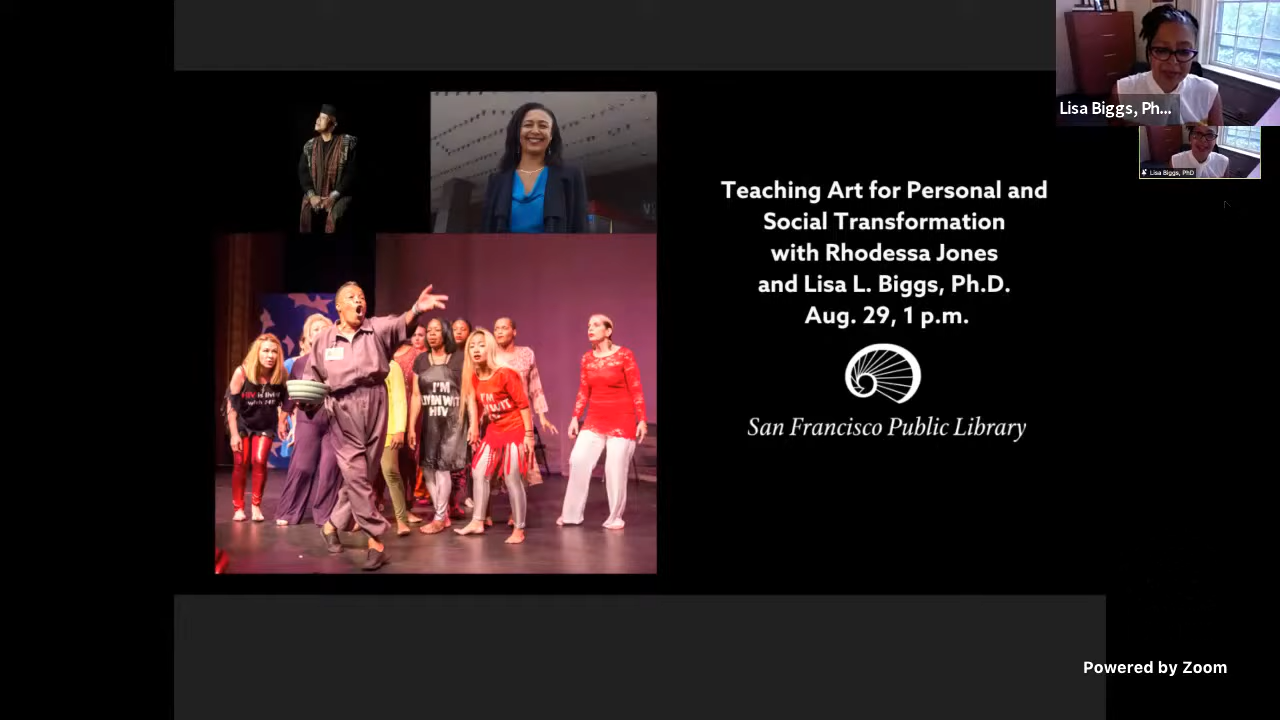 Lisa Biggs, Ph...
Lisa Biggs, PhD
Teaching Art for Personal and
Social Transformation
with Rhodessa Jones
and Lisa L. Biggs, Ph.D.
Aug. 29, 1 p.m.
San Francisco Public Library
I'M
HIV
I'M
Powered by Zoom